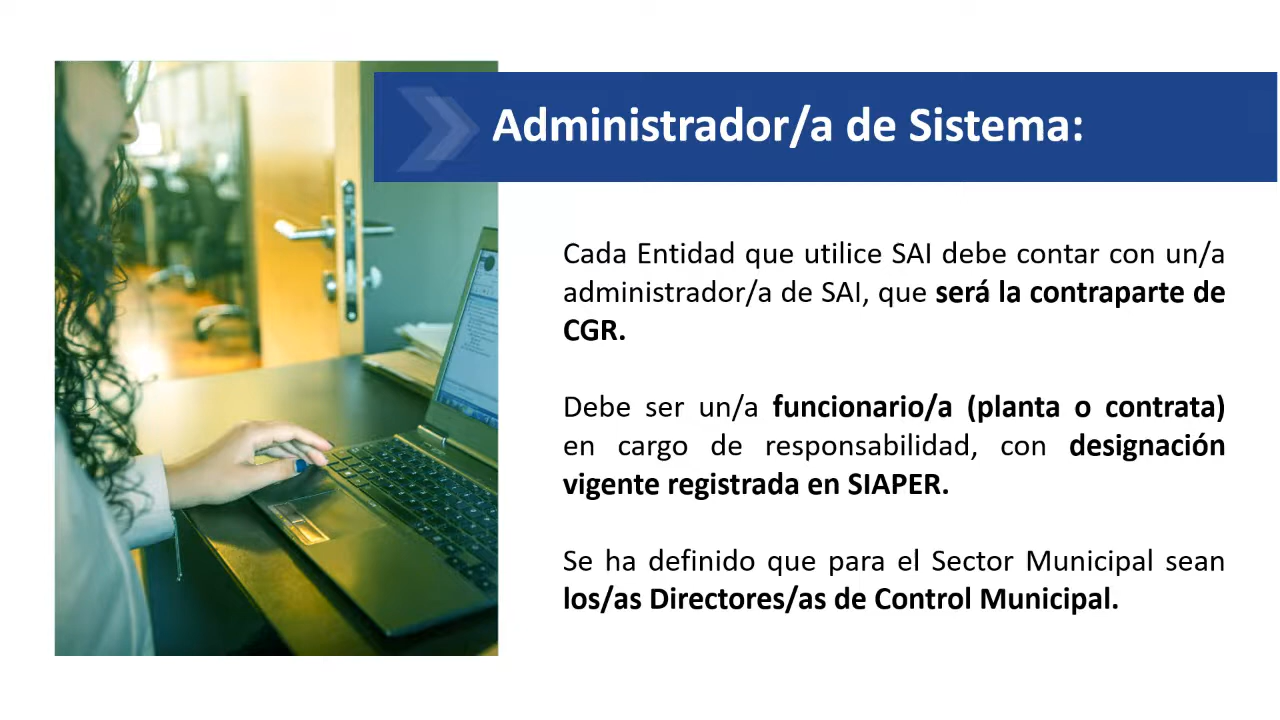 Administrador/a de Sistema:
Cada Entidad que utilice SAI debe contar con un/a
administrador/a de SAI, que será la contraparte de
CGR.
Debe ser un/a funcionario/a (planta o contrata)
en cargo de responsabilidad, con designación
vigente registrada en SIAPER.
Se ha definido que para el Sector Municipal sean
los/as Directores/as de Control Municipal.